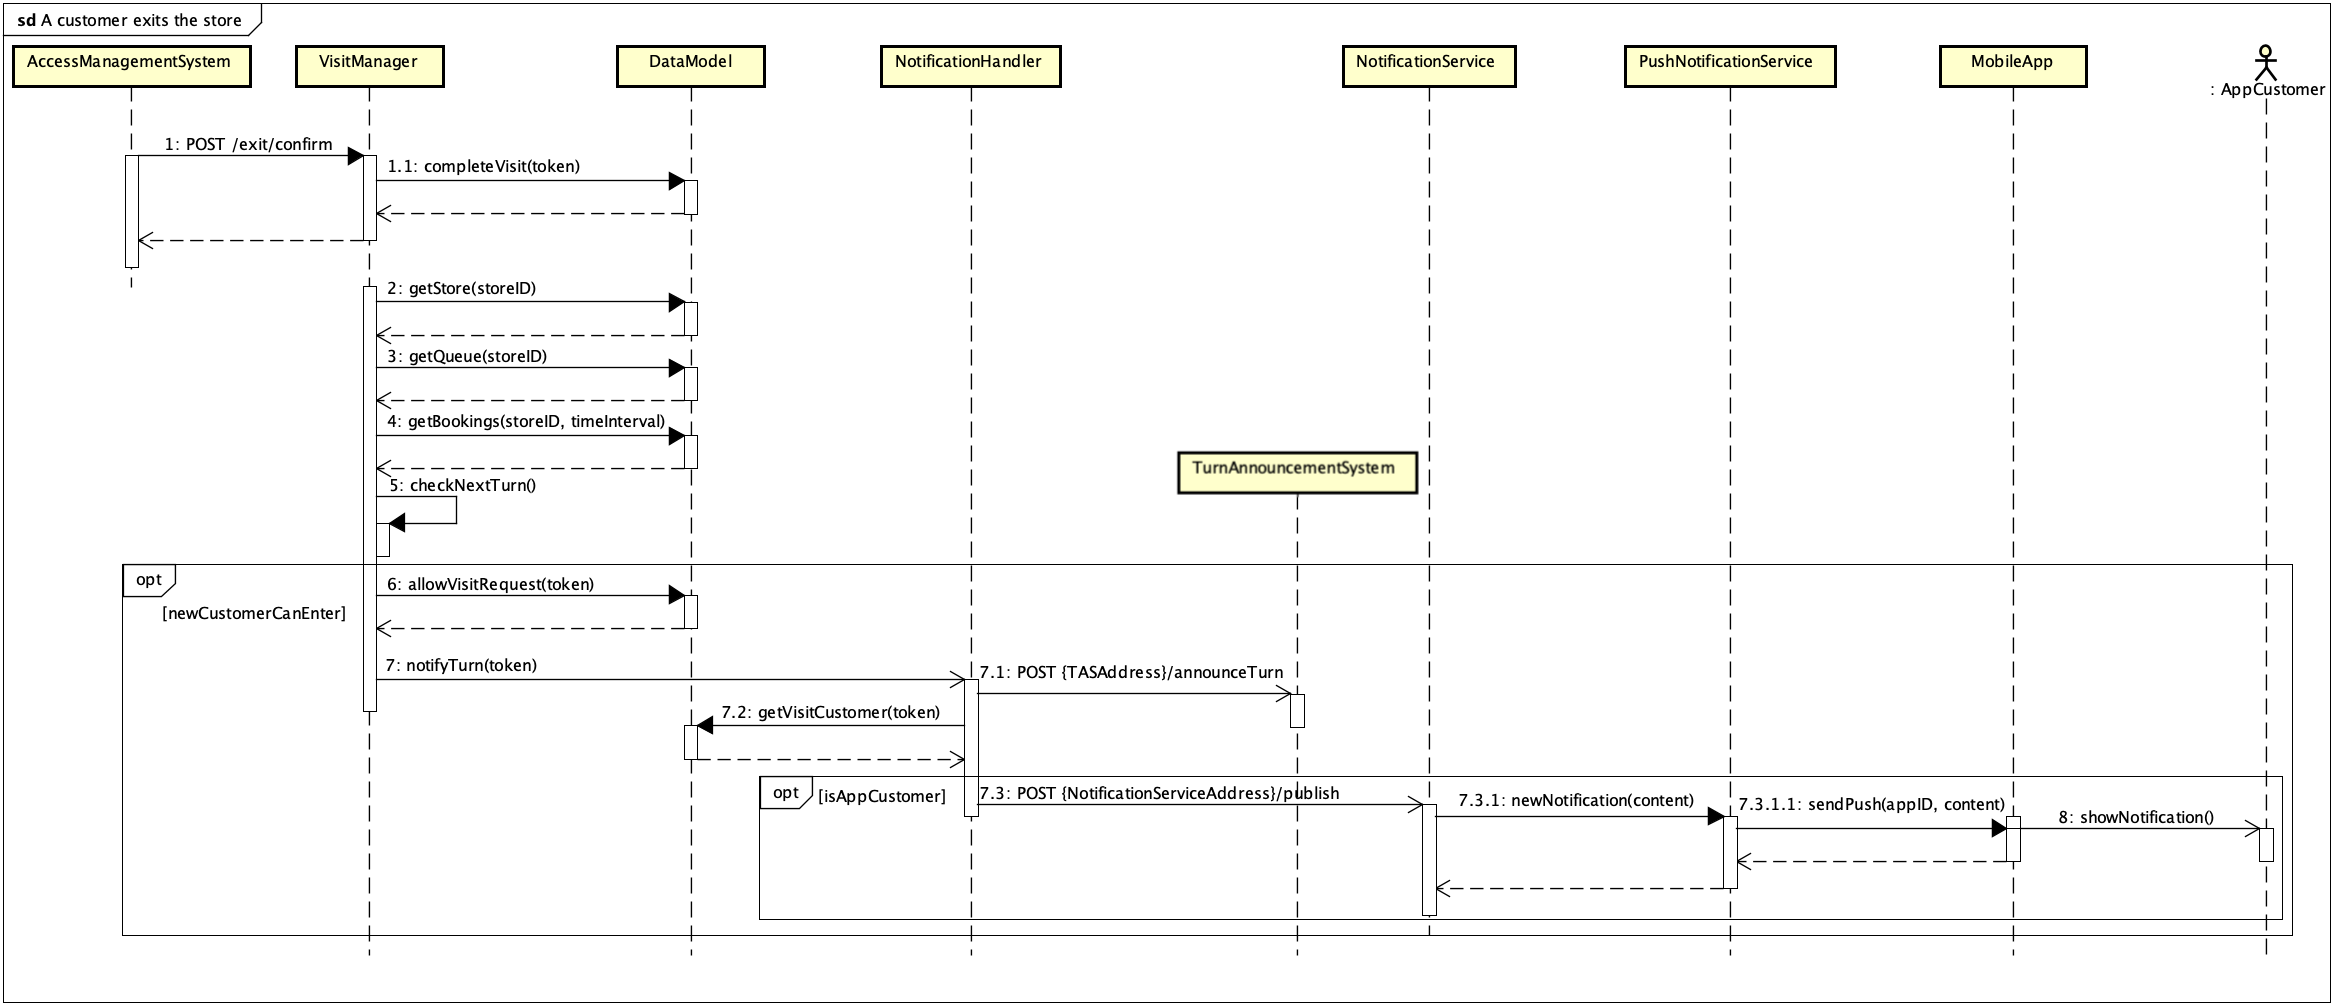 sd A customer exits the store
AccessManagementSystem
VisitManager
DataModel
NotificationHandler
NotificationService
PushNotificationService
MobileApp
: AppCustomer
1: POST /exit/confirm
1.1: completeVisit(token)
2: getStore(storeID)
3: getQueue(storeID)
4: getBookings(storeID, timeInterval)
TurnAnnouncementSystem
5: checkNextTurn()
opt
[newCustomerCanEnter]
6: allowVisitRequest(token)
7: notifyTurn(token)
7.1: POST {TASAddress}/announceTurn
7.2: getVisitCustomer(token)
opt
[isAppCustomer]
7.3: POST {NotificationServiceAddress}/publish
7.3.1: newNotification(content)
7.3.1.1: sendPush(appID, content)
8: showNotification()